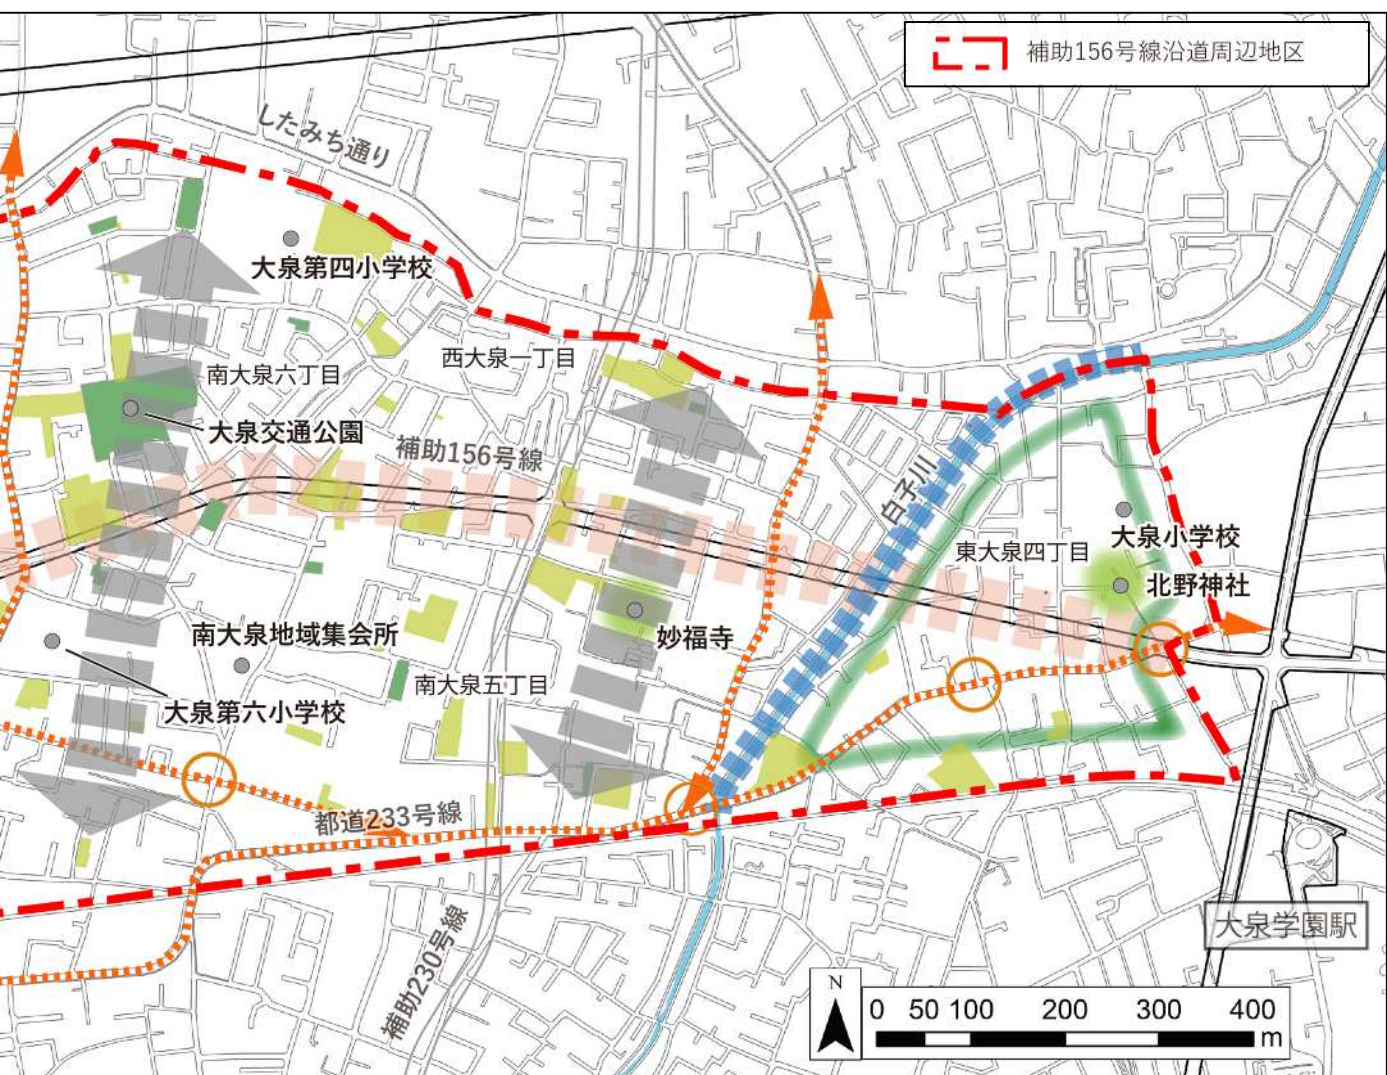 補助156号線沿道周辺地区
したみち通り
大泉第四小学校
西大泉一丁目
南大泉六丁目
大泉交通公園
補助156号線
白子川
大泉小学校
東大泉四丁目
北野神社
南大泉地域集会所
妙福寺
南大泉五丁目
大泉第六小学校
都道233号線
補助230号線
大泉学園駅
N
0 50 100 200 300 400
m